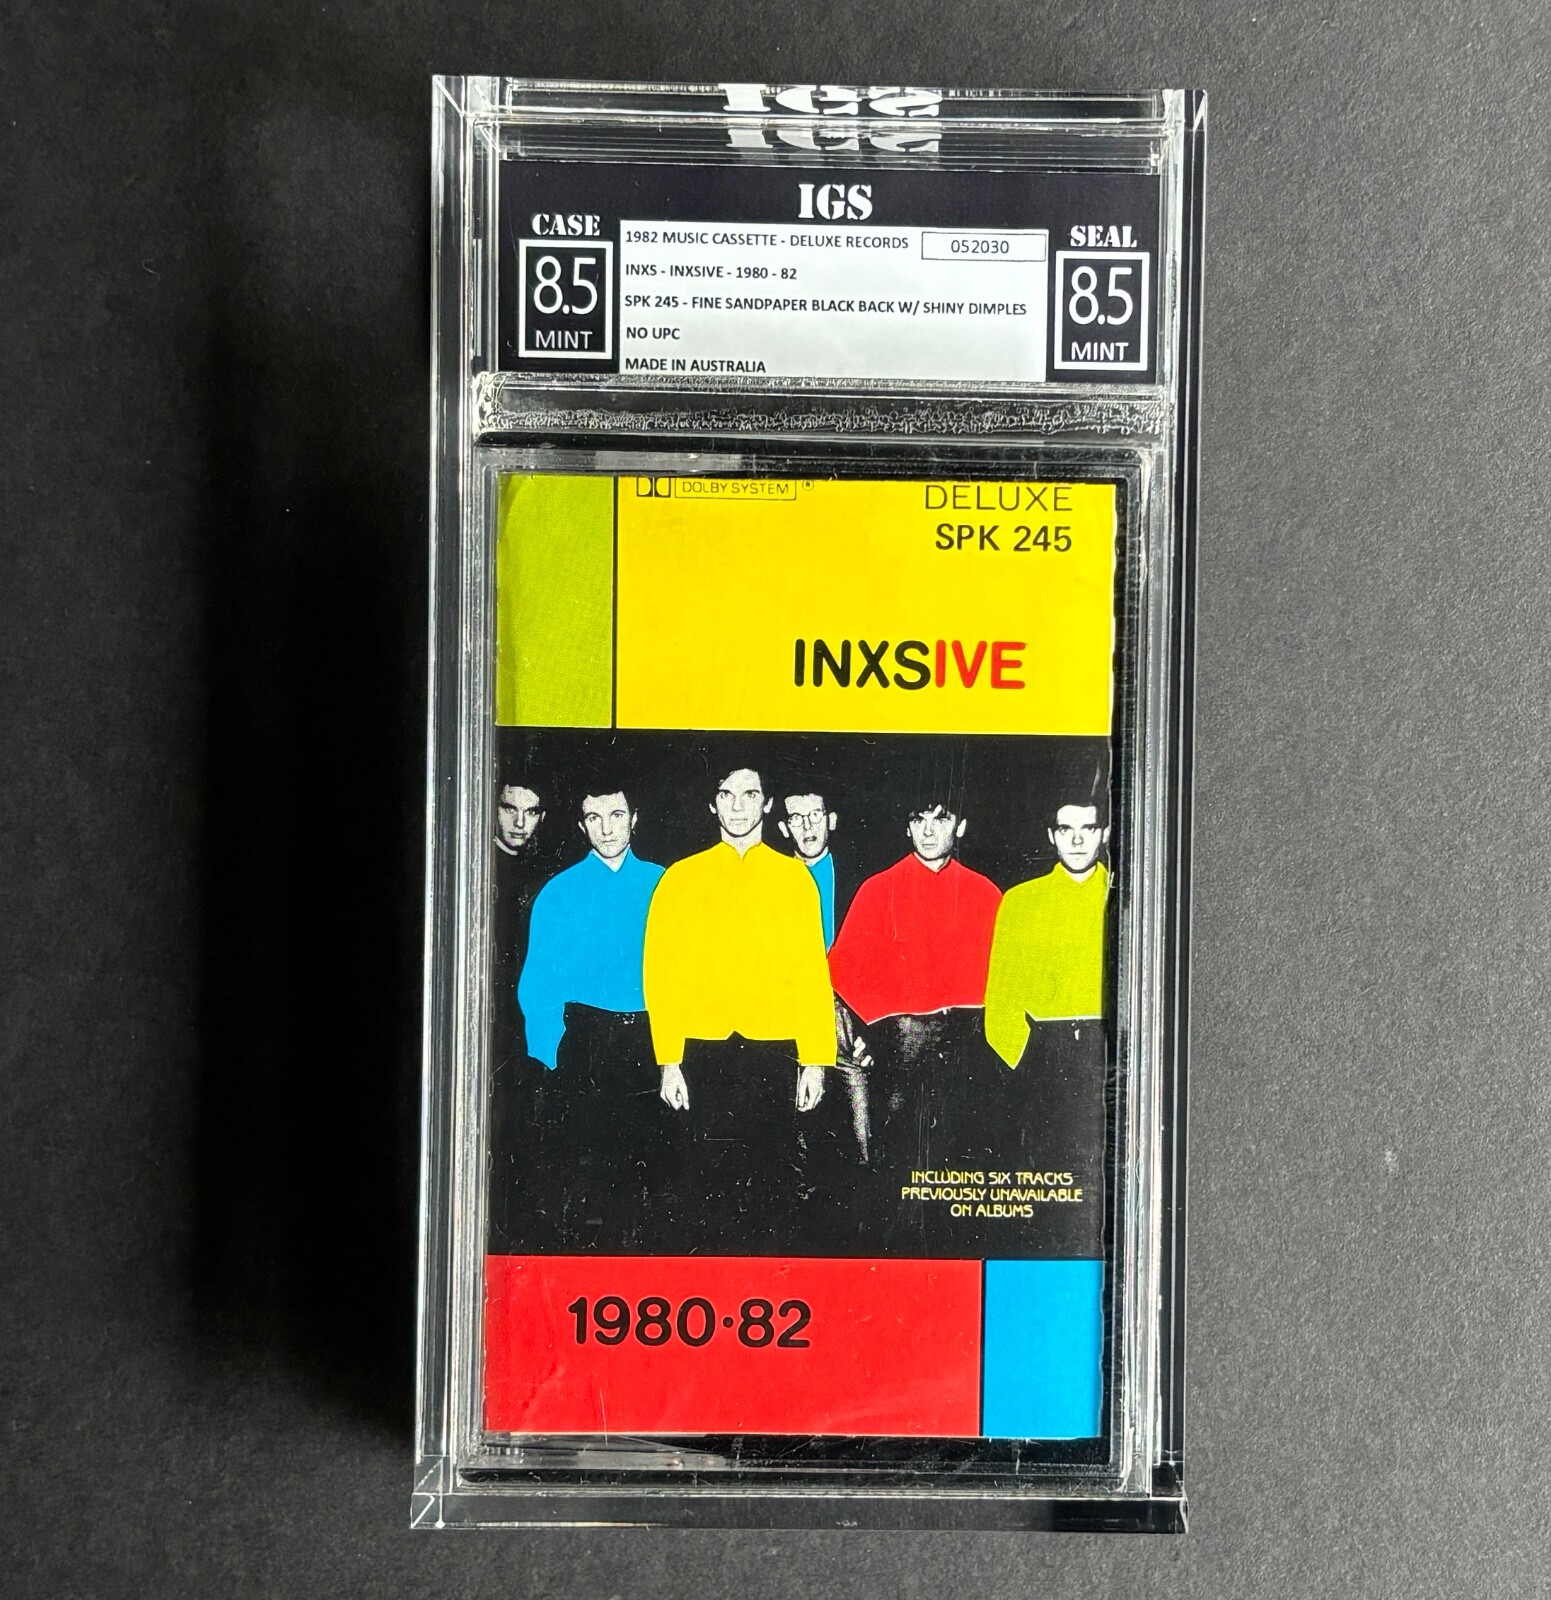 IGS
IGS
IGS
CASE
8.5
MINT
1982 MUSIC CASSETTE - DELUXE RECORDS
052030
INXS - INXSIVE - 1980 - 82
SPK 245 - FINE SANDPAPER BLACK BACK W/ SHINY DIMPLES
NO UPC
MADE IN AUSTRALIA
SEAL
8.5
MINT
DOLBY SYSTEM ®
DELUXE
SPK 245
INXSIVE
INCLUDING SIX TRACKS
PREVIOUSLY UNAVAILABLE
ON ALBUMS
1980·82